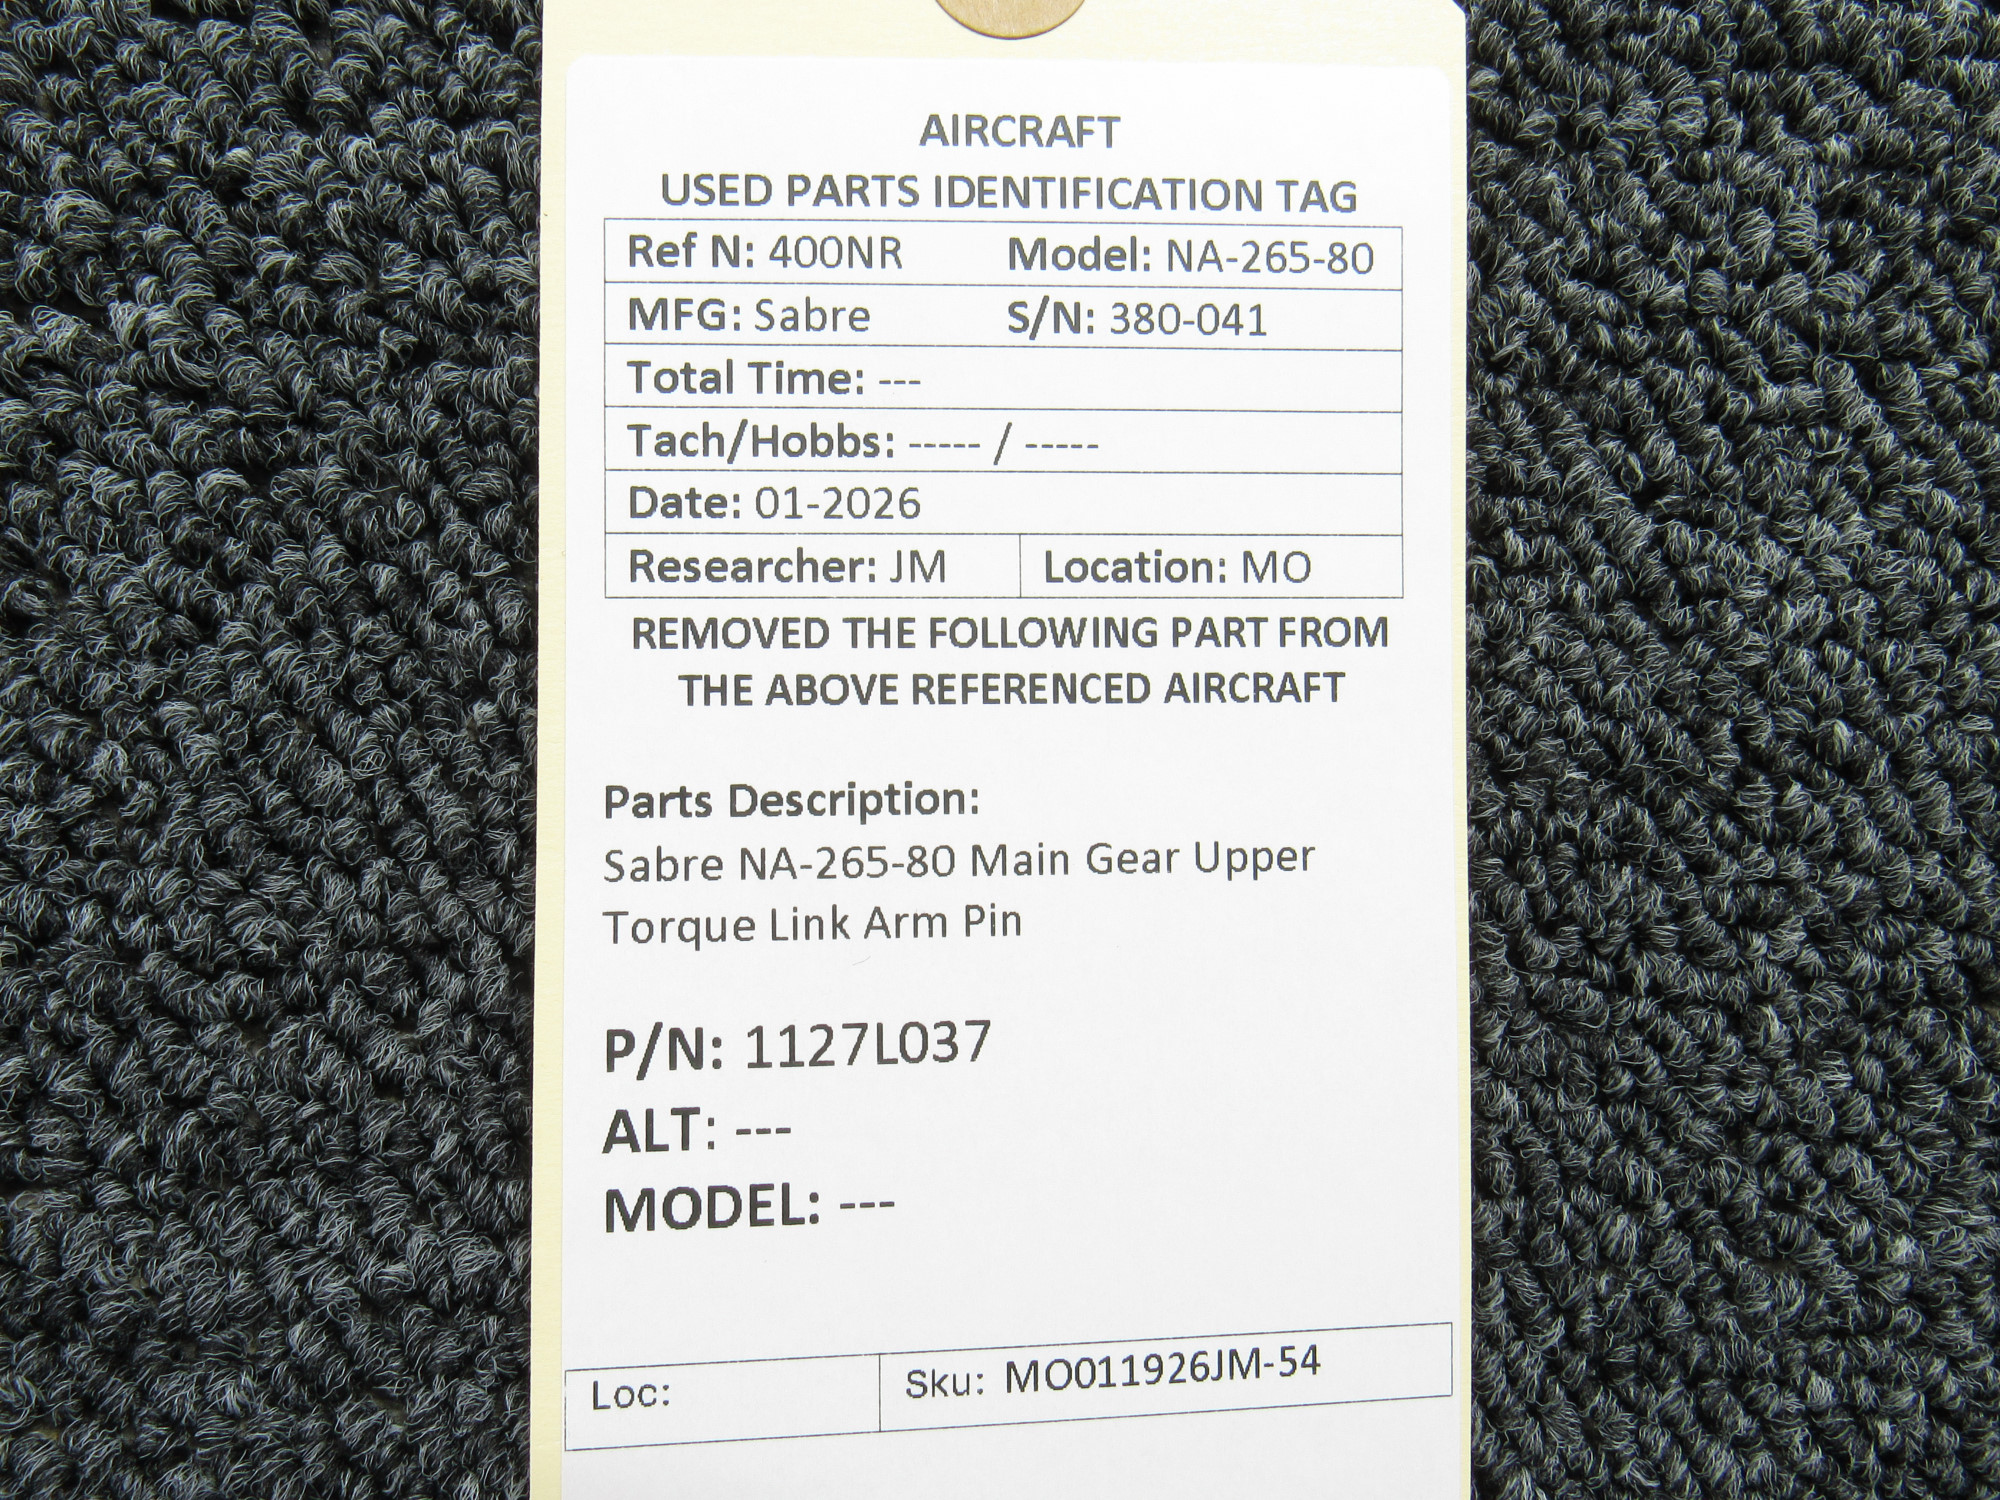 AIRCRAFT
USED PARTS IDENTIFICATION TAG
Ref N: 400NR Model: NA-265-80
MFG: Sabre S/N: 380-041
Total Time: ---
Tach/Hobbs: ----- / -----
Date: 01-2026
Researcher: JM Location: MO
REMOVED THE FOLLOWING PART FROM
THE ABOVE REFERENCED AIRCRAFT
Parts Description:
Sabre NA-265-80 Main Gear Upper
Torque Link Arm Pin
P/N: 1127L037
ALT: ---
MODEL: ---
Loc: Sku: MO011926JM-54